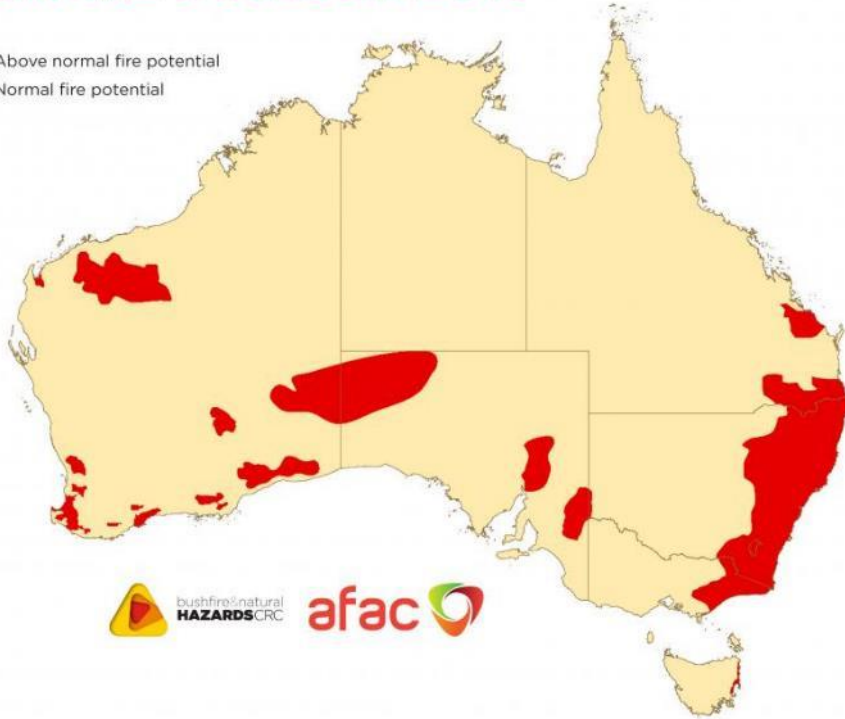 Above normal fire potential
Normal fire potential
bushfire&natural
HAZARDSCRC
afac